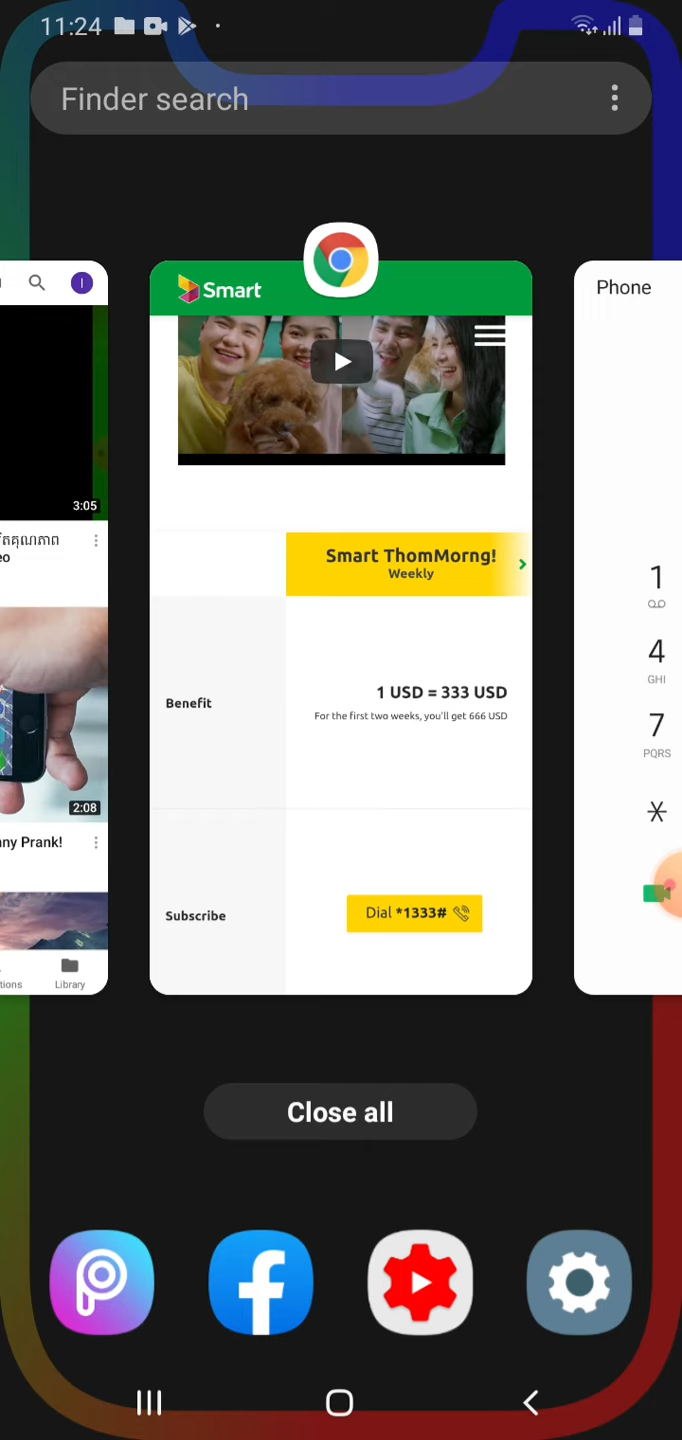 11:24
Finder search
Smart
Phone
3:05
តគុណភាព
eo
2:08
nny Prank!
tions
Library
Smart ThomMorng!
Weekly
Benefit
1 USD = 333 USD
For the first two weeks, you'll get 666 USD
Subscribe
Dial *1333#
1
4
GHI
7
PQRS
*
Close all